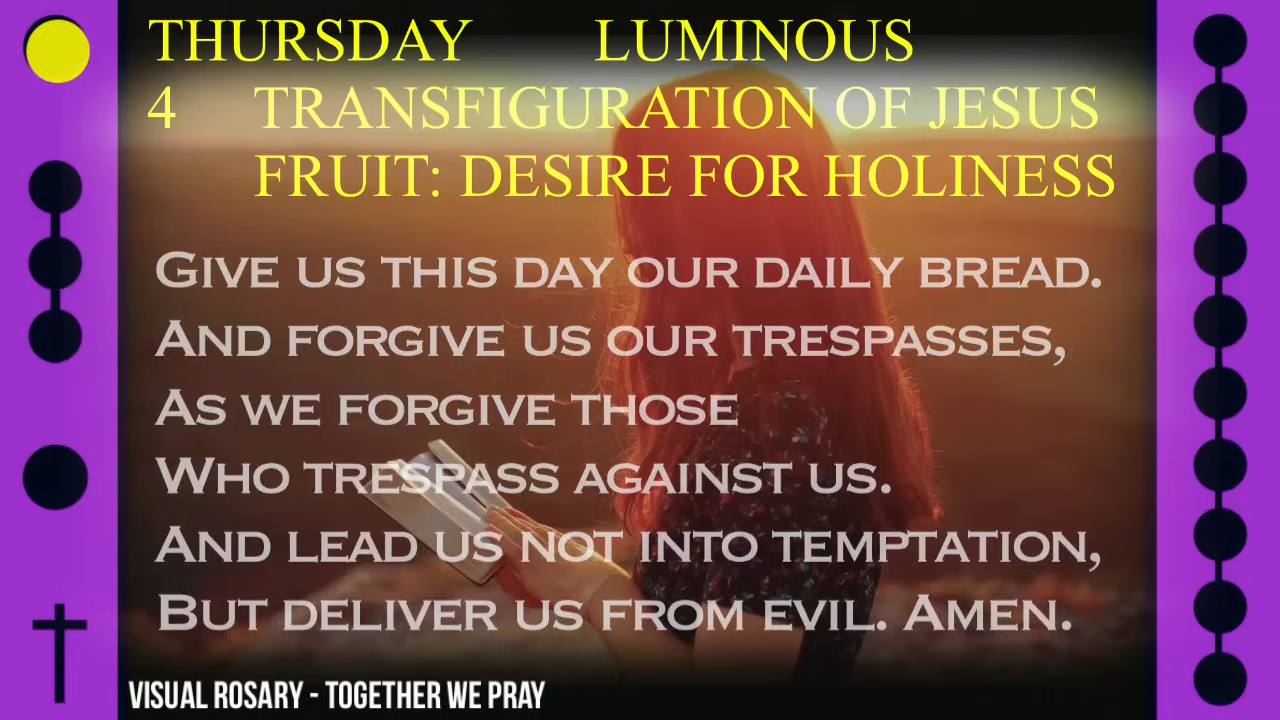 THURSDAY LUMINOUS
4 TRANSFIGURATION OF JESUS
FRUIT: DESIRE FOR HOLINESS
GIVE US THIS DAY OUR DAILY BREAD.
AND FORGIVE US OUR TRESPASSES,
AS WE FORGIVE THOSE
WHO TRESPASS AGAINST US.
AND LEAD US NOT INTO TEMPTATION,
BUT DELIVER US FROM EVIL. AMEN.
VISUAL ROSARY - TOGETHER WE PRAY